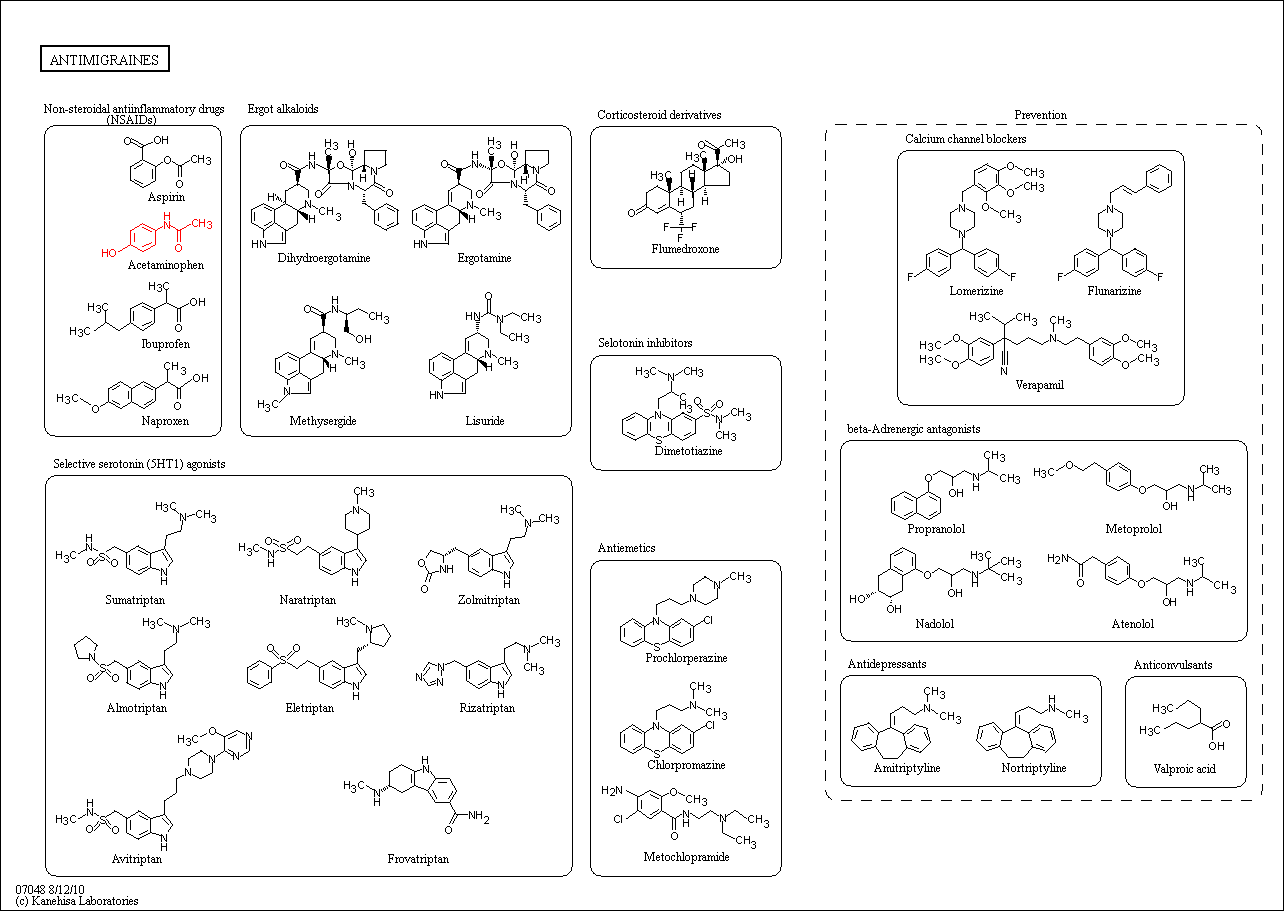 ANTIMIGRAINES
Non-steroidal antiinflammatory drugs
(NSAIDs)
Aspirin
Acetaminophen
Ibuprofen
Naproxen
Ergot alkaloids
Dihydroergotamine
Ergotamine
Methysergide
Lisuride
Corticosteroid derivatives
Flumedroxone
Selotonin inhibitors
Dimetotiazine
Selective serotonin (5HT1) agonists
Sumatriptan
Naratriptan
Zolmitriptan
Almotriptan
Eletriptan
Rizatriptan
Avitriptan
Frovatriptan
Antiemetics
Prochlorperazine
Chlorpromazine
Metochlopramide
Prevention
Calcium channel blockers
Lomerizine
Flunarizine
Verapamil
beta-Adrenergic antagonists
Propranolol
Metoprolol
Nadolol
Atenolol
Antidepressants
Amitriptyline
Nortriptyline
Anticonvulsants
Valproic acid
07048 8/12/10
(c) Kanehisa Laboratories